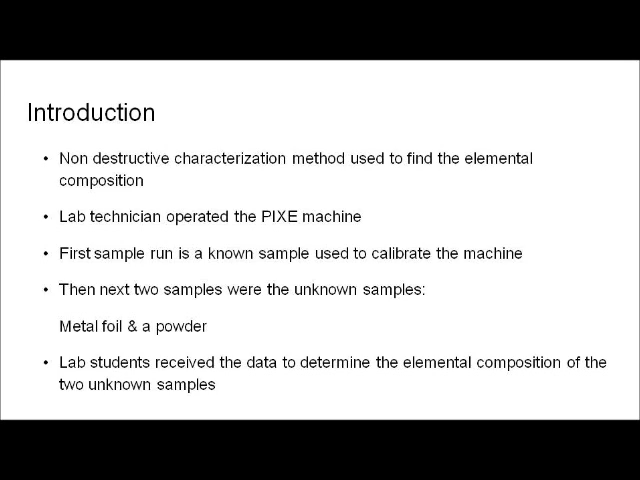 Introduction
• Non destructive characterization method used to find the elemental
composition
• Lab technician operated the PIXE machine
• First sample run is a known sample used to calibrate the machine
• Then next two samples were the unknown samples:
Metal foil & a powder
• Lab students received the data to determine the elemental composition of the
two unknown samples